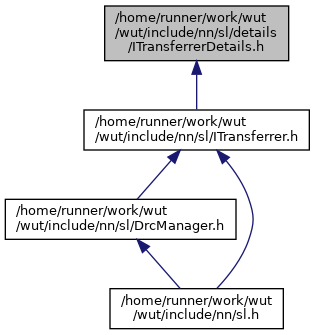 /home/runner/work/wut
/wut/include/nn/sl/details
/ITransferrerDetails.h
/home/runner/work/wut
/wut/include/nn/sl/ITransferrer.h
/home/runner/work/wut
/wut/include/nn/sl/DrcManager.h
/home/runner/work/wut
/wut/include/nn/sl.h